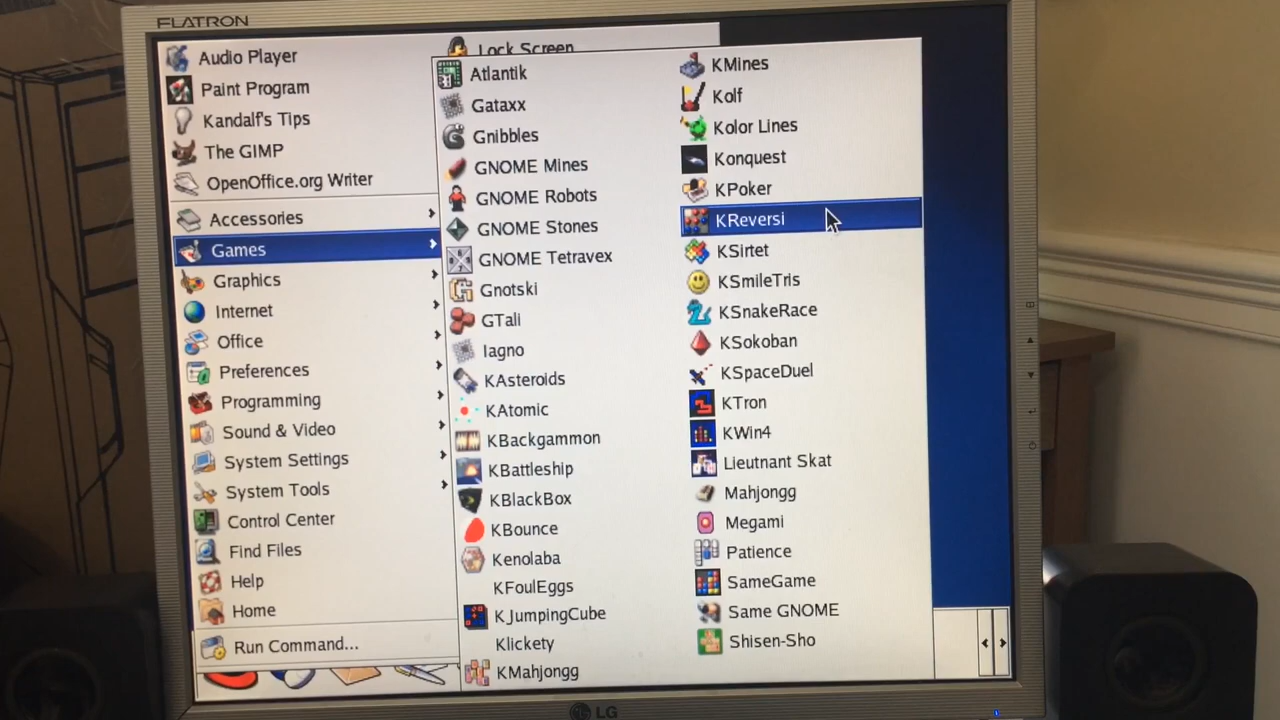 FLATRON
Audio Player
Paint Program
Kandalf's Tips
The GIMP
OpenOffice.org Writer
Accessories
Games
Graphics
Internet
Office
Preferences
Programming
Sound & Video
System Settings
System Tools
Control Center
Find Files
Help
Home
Run Command...
Lock Screen
Atlantik
Gataxx
Gnibbles
GNOME Mines
GNOME Robots
GNOME Stones
GNOME Tetravex
Gnotski
GTali
Iagno
KAsteroids
KAtomic
KBackgammon
KBattleship
KBlackBox
KBounce
Kenolaba
KFoulEggs
KJumpingCube
Klickety
KMahjongg
KMines
Kolf
Kolor Lines
Konquest
KPoker
KReversi
KSirtet
KSmileTris
KSnakeRace
KSokoban
KSpaceDuel
KTron
KWin4
Lieutnant Skat
Mahjongg
Megami
Patience
SameGame
Same GNOME
Shisen-Sho
LG